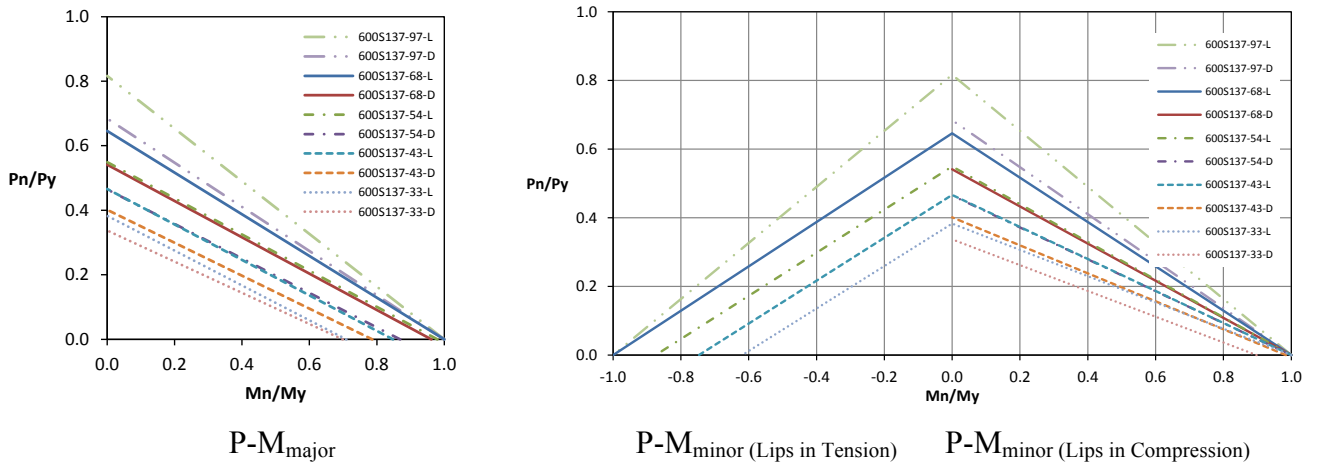 1.0
0.8
0.6
0.4
0.2
0.0
Pn/Py
0.0 0.2 0.4 0.6 0.8 1.0
Mn/My
600S137-97-L
600S137-97-D
600S137-68-L
600S137-68-D
600S137-54-L
600S137-54-D
600S137-43-L
600S137-43-D
600S137-33-L
600S137-33-D
P-Mmajor
1.0
0.8
0.6
0.4
0.2
0.0
Pn/Py
-1.0 -0.8 -0.6 -0.4 -0.2 0.0 0.2 0.4 0.6 0.8 1.0
Mn/My
600S137-97-L
600S137-97-D
600S137-68-L
600S137-68-D
600S137-54-L
600S137-54-D
600S137-43-L
600S137-43-D
600S137-33-L
600S137-33-D
P-Mminor (Lips in Tension) P-Mminor (Lips in Compression)